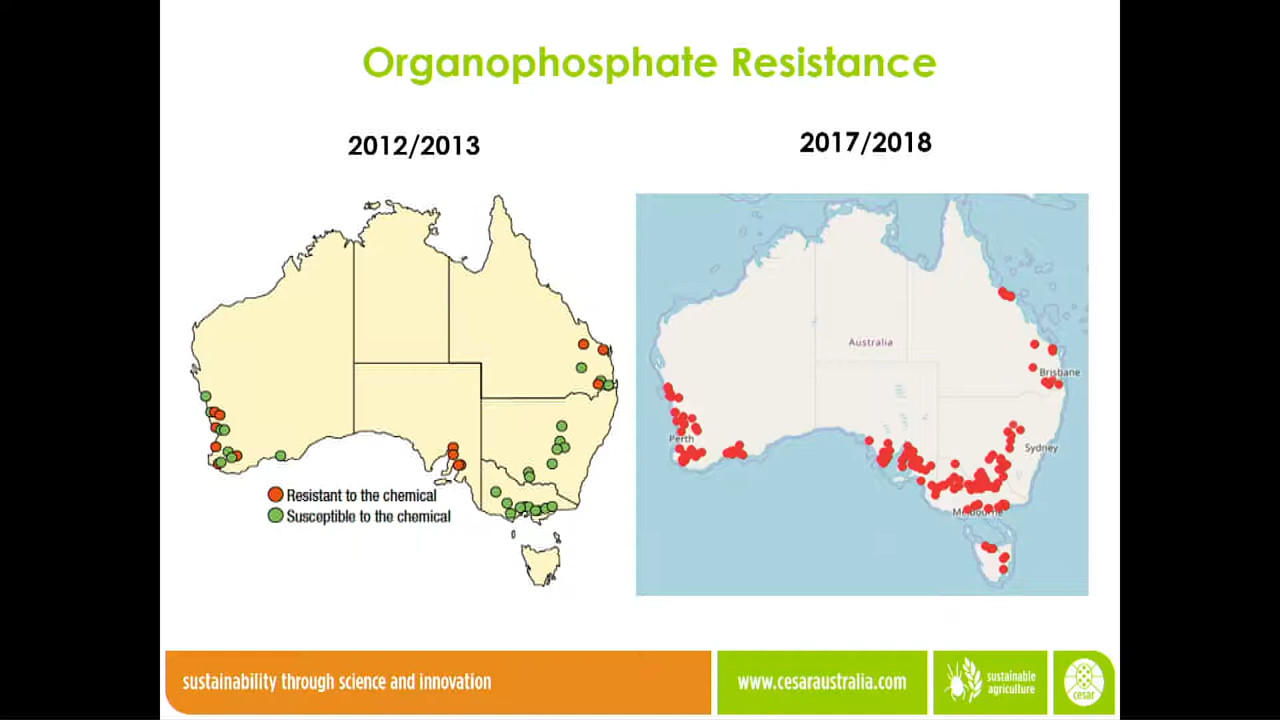 Organophosphate Resistance
2012/2013
2017/2018
Resistant to the chemical
Susceptible to the chemical
Australia
Brisbane
Perth
Sydney
Melbourne
sustainability through science and innovation
www.cesaraustralia.com
sustainable
agriculture
cesar